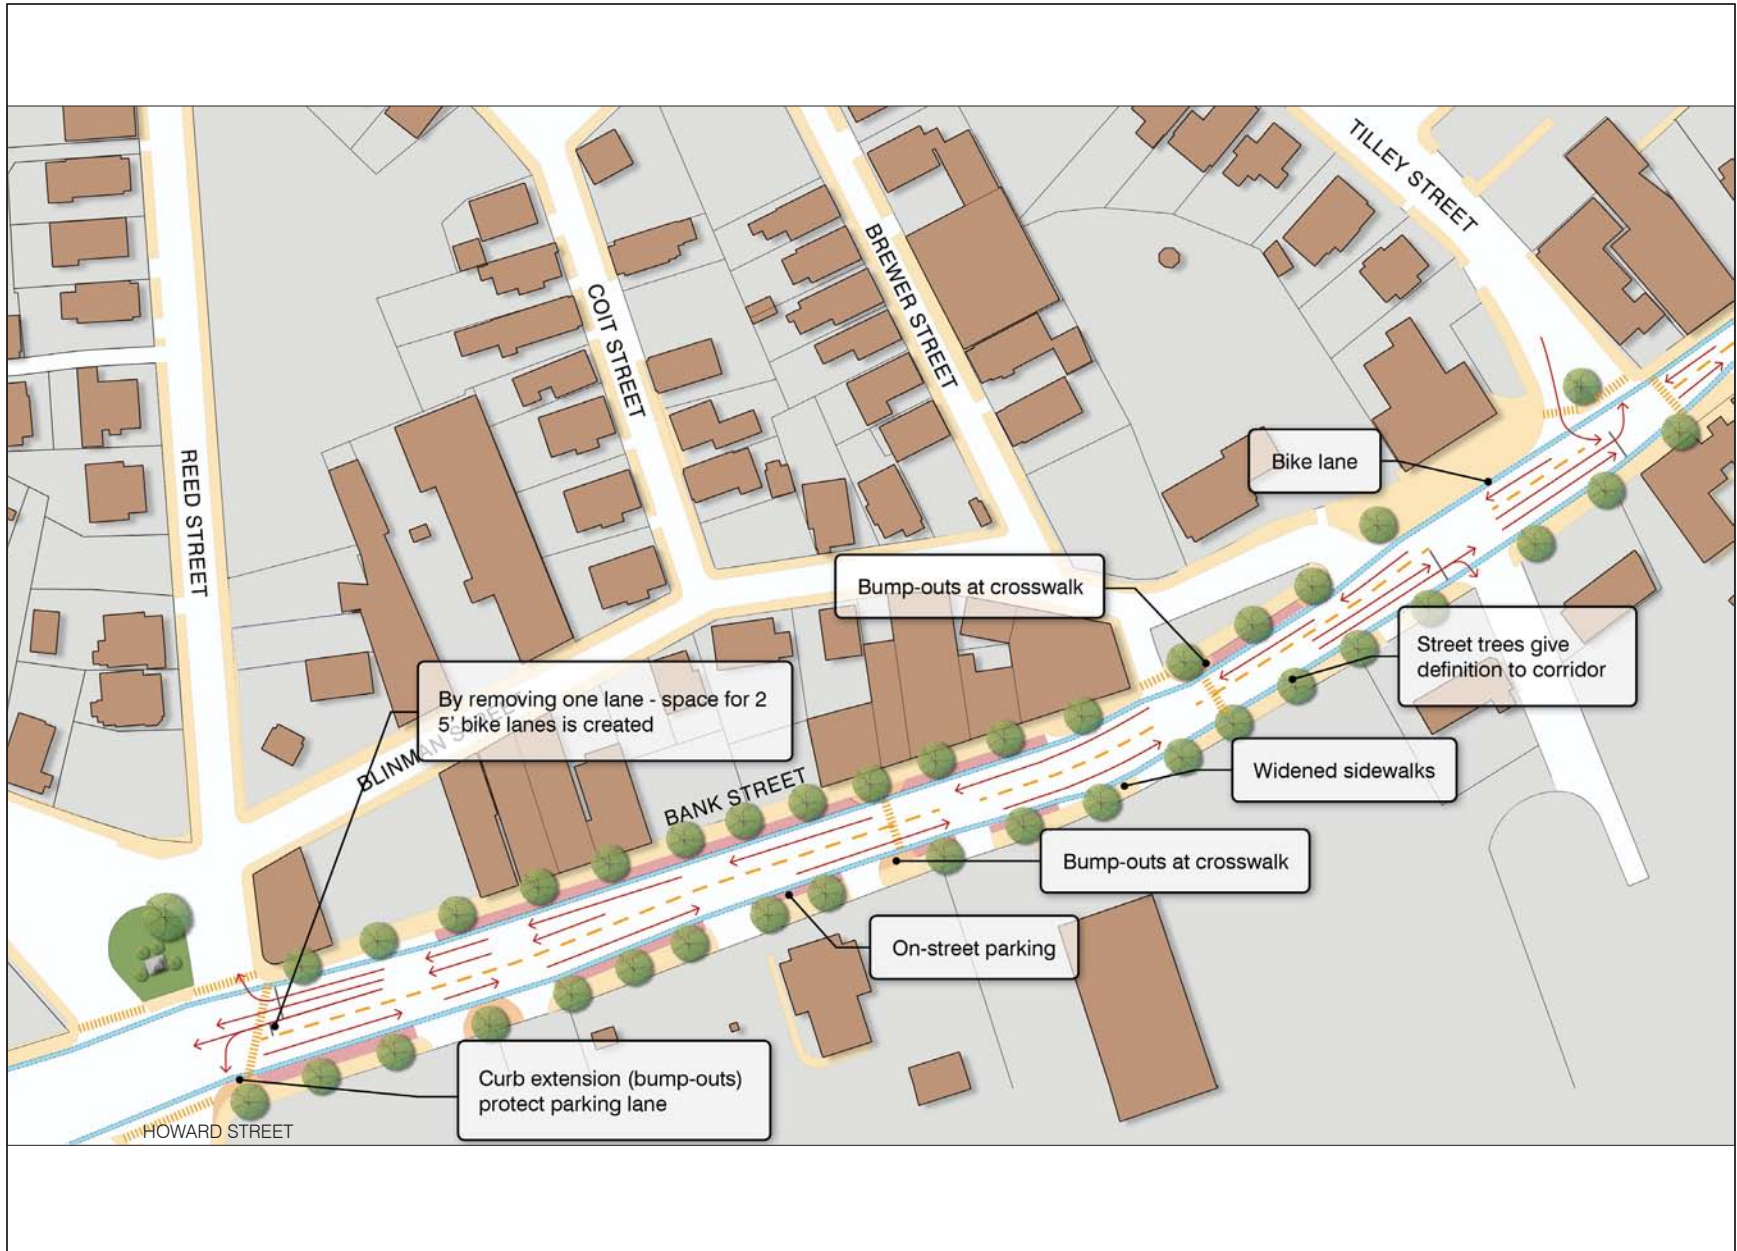 TILLEY STREET
BREWER STREET
COIT STREET
REED STREET
Bike lane
Bump-outs at crosswalk
Street trees give
definition to corridor
By removing one lane - space for 2
5' bike lanes is created
BLINMAN STREET
BANK STREET
Widened sidewalks
Bump-outs at crosswalk
On-street parking
Curb extension (bump-outs)
protect parking lane
HOWARD STREET